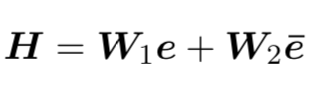 H = W₁e + W₂ē